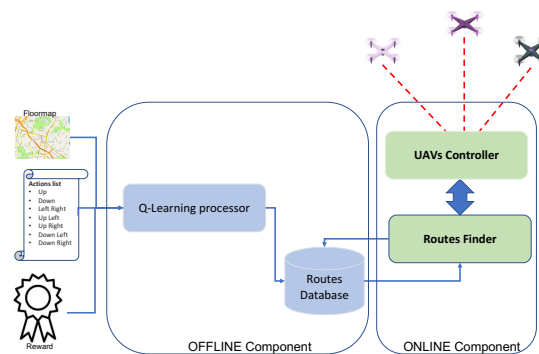 Floormap
Actions list
• Up
• Down
• Left Right
• Up Left
• Up Right
• Down Left
• Down Right
Reward
Q-Learning processor
Routes
Database
OFFLINE Component
UAVs Controller
Routes Finder
ONLINE Component